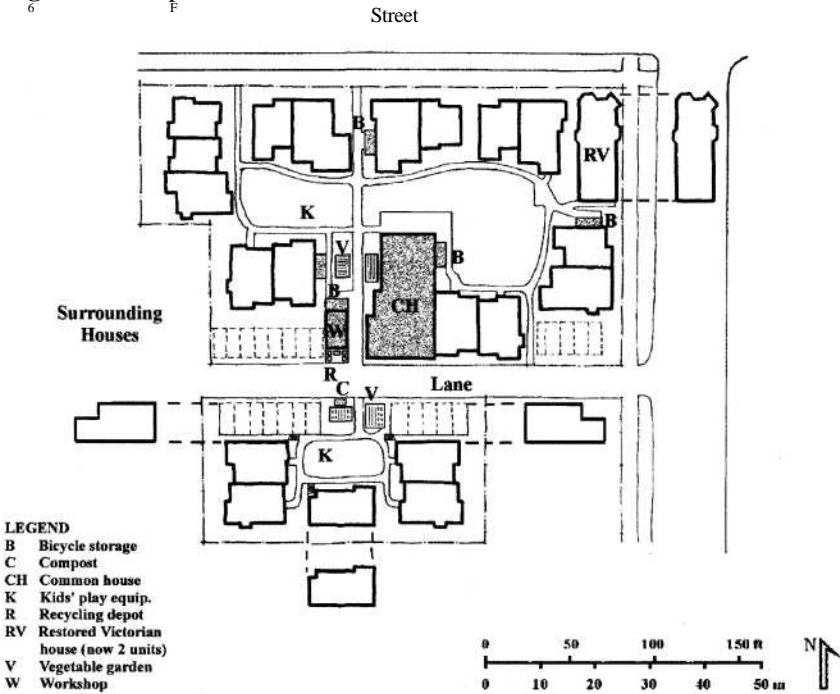 6
F
Street
B
RV
K
B
V
B
B
CH
Surrounding
Houses
W
R
Lane
C
V
K
LEGEND
B Bicycle storage
C Compost
CH Common house
K Kids' play equip.
R Recycling depot
RV Restored Victorian
house (now 2 units)
V Vegetable garden
W Workshop
0 50 100 150 ft
0 10 20 30 40 50 m
N